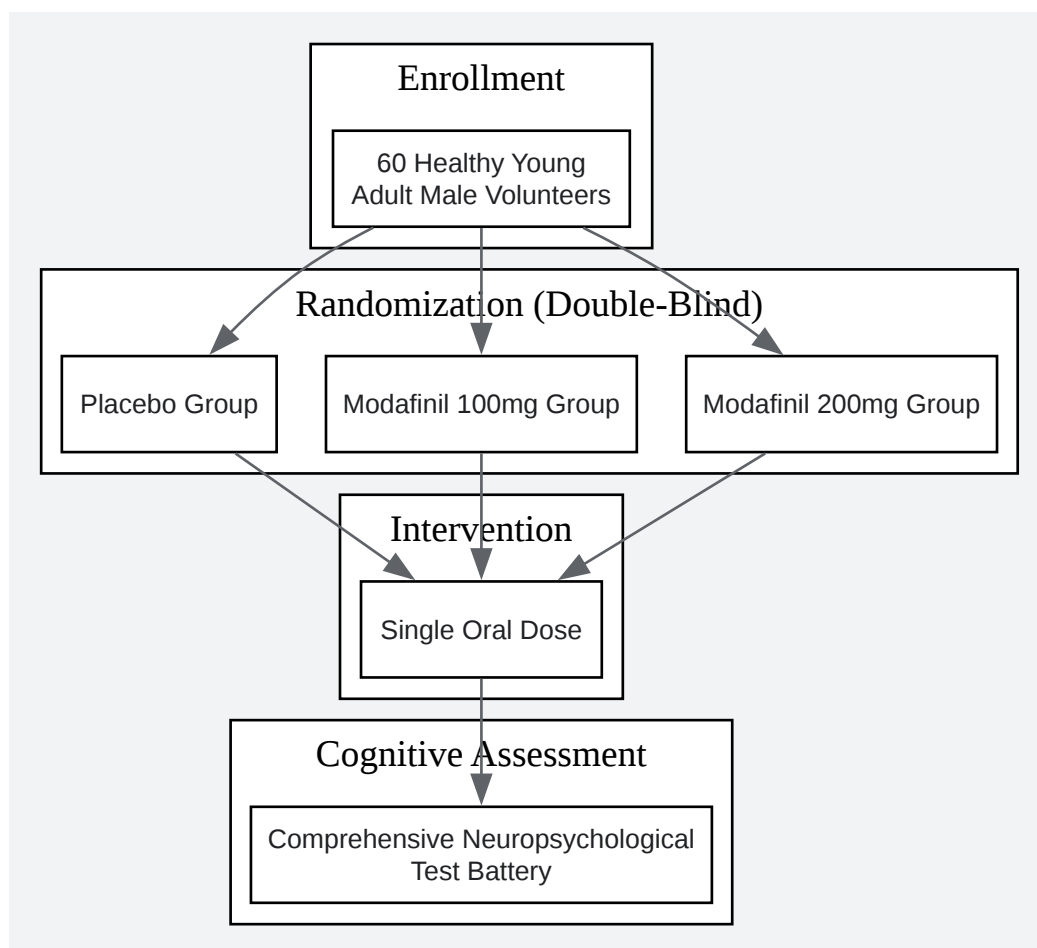 Enrollment
60 Healthy Young
Adult Male Volunteers
Randomization (Double-Blind)
Placebo Group
Modafinil 100mg Group
Modafinil 200mg Group
Intervention
Single Oral Dose
Cognitive Assessment
Comprehensive Neuropsychological
Test Battery